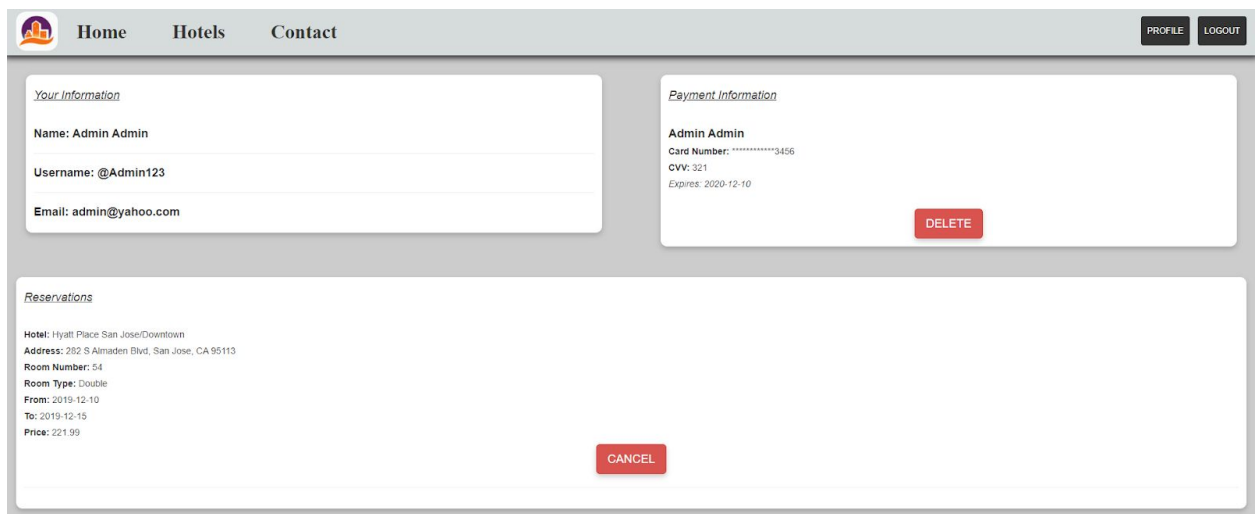 Home Hotels Contact PROFILE LOGOUT
Your Information
Name: Admin Admin
Username: @Admin123
Email: admin@yahoo.com
Payment Information
Admin Admin
Card Number: ************3456
CVV: 321
Expires: 2020-12-10
DELETE
Reservations
Hotel: Hyatt Place San Jose/Downtown
Address: 282 S Almaden Blvd, San Jose, CA 95113
Room Number: 54
Room Type: Double
From: 2019-12-10
To: 2019-12-15
Price: 221.99
CANCEL